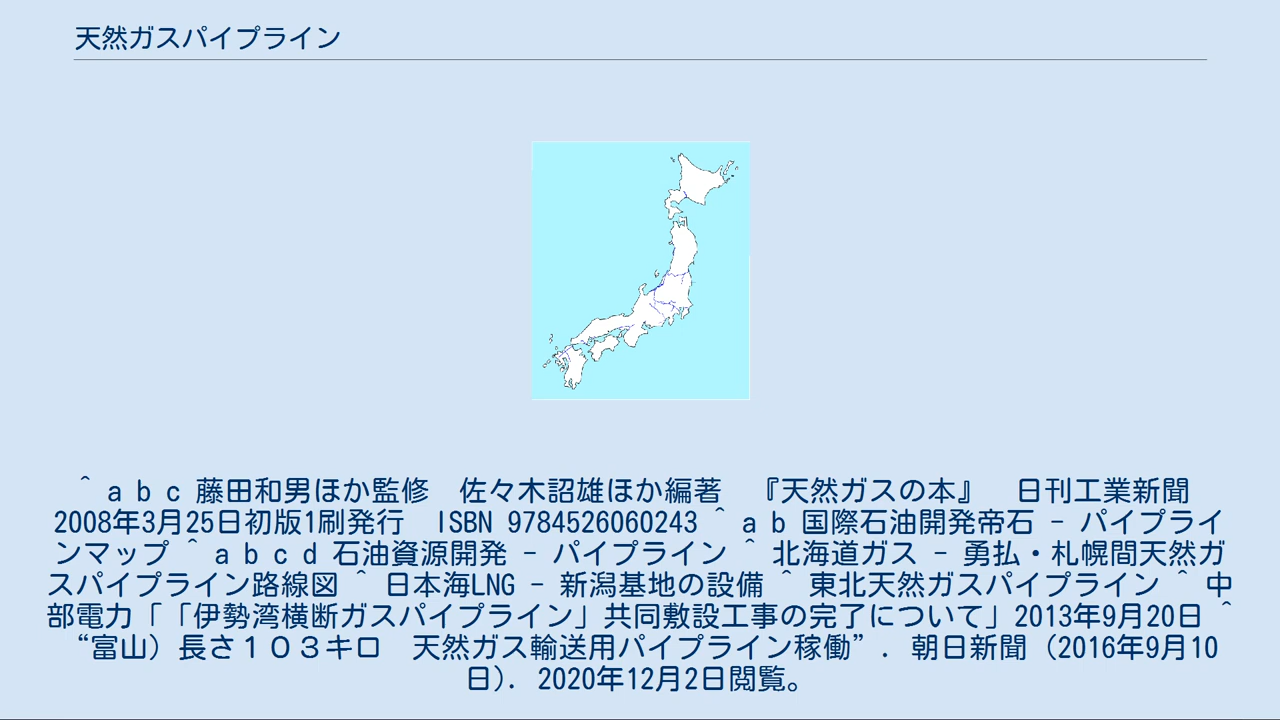 天然ガスパイプライン
^ a b c 藤田和男ほか監修　佐々木詔雄ほか編著　『天然ガスの本』　日刊工業新聞
2008年3月25日初版1刷発行　ISBN 9784526060243 ^ a b 国際石油開発帝石 - パイプライ
ンマップ ^ a b c d 石油資源開発 - パイプライン ^ 北海道ガス - 勇払・札幌間天然ガ
スパイプライン路線図 ^ 日本海LNG - 新潟基地の設備 ^ 東北天然ガスパイプライン ^ 中
部電力「「伊勢湾横断ガスパイプライン」共同敷設工事の完了について」2013年9月20日 ^
“富山）長さ１０３キロ　天然ガス輸送用パイプライン稼働”. 朝日新聞 (2016年9月10
日). 2020年12月2日閲覧。